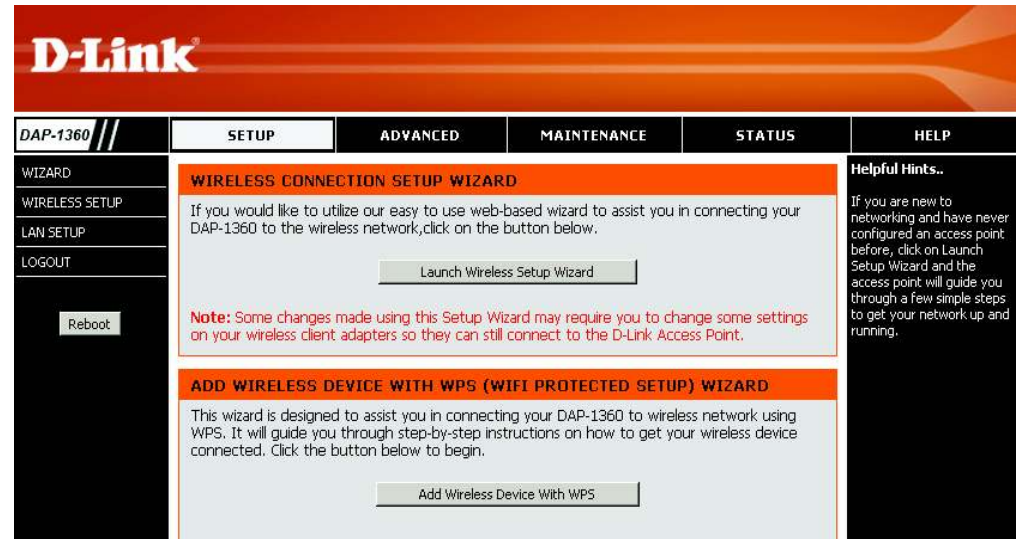 D-Link®
DAP-1360
SETUP
ADVANCED
MAINTENANCE
STATUS
HELP
WIZARD
WIRELESS SETUP
LAN SETUP
LOGOUT
Reboot
WIRELESS CONNECTION SETUP WIZARD
If you would like to utilize our easy to use web-based wizard to assist you in connecting your
DAP-1360 to the wireless network,click on the button below.
Launch Wireless Setup Wizard
Note: Some changes made using this Setup Wizard may require you to change some settings
on your wireless client adapters so they can still connect to the D-Link Access Point.
ADD WIRELESS DEVICE WITH WPS (WIFI PROTECTED SETUP) WIZARD
This wizard is designed to assist you in connecting your DAP-1360 to wireless network using
WPS. It will guide you through step-by-step instructions on how to get your wireless device
connected. Click the button below to begin.
Add Wireless Device With WPS
Helpful Hints..
If you are new to
networking and have never
configured an access point
before, click on Launch
Setup Wizard and the
access point will guide you
through a few simple steps
to get your network up and
running.